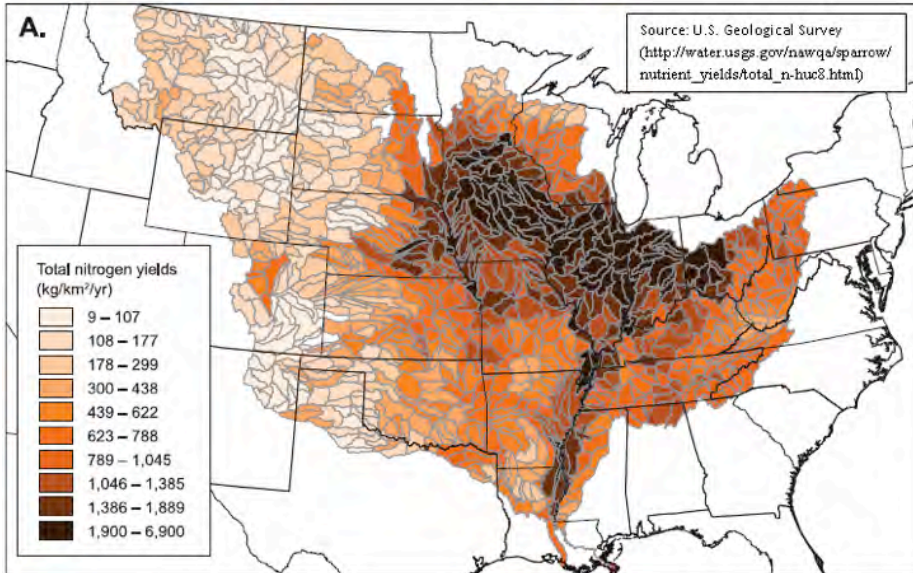 A.
Source: U.S. Geological Survey
(http://water.usgs.gov/nawqa/sparrow/
nutrient_yields/total_n-huc8.html)
Total nitrogen yields
(kg/km²/yr)
9 – 107
108 – 177
178 – 299
300 – 438
439 – 622
623 – 788
789 – 1,045
1,046 – 1,385
1,386 – 1,889
1,900 – 6,900